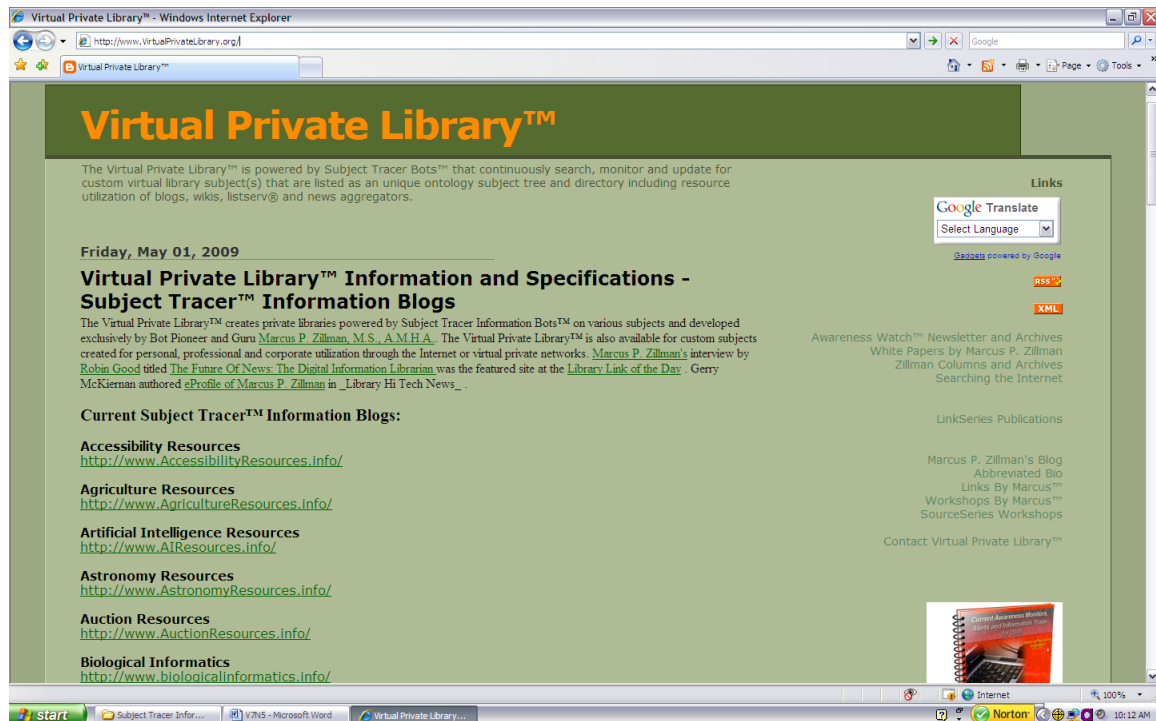 Virtual Private Library™ - Windows Internet Explorer
http://www.VirtualPrivateLibrary.org/
Google
Virtual Private Library™
Page
Tools
»
Virtual Private Library™
The Virtual Private Library™ is powered by Subject Tracer Bots™ that continuously search, monitor and update for
custom virtual library subject(s) that are listed as an unique ontology subject tree and directory including resource
utilization of blogs, wikis, listserv® and news aggregators.
Links
Google Translate
Select Language
Gadgets powered by Google
RSS
XML
Friday, May 01, 2009
Virtual Private Library™ Information and Specifications -
Subject Tracer™ Information Blogs
The Virtual Private Library™ creates private libraries powered by Subject Tracer Information Bots™ on various subjects and developed
exclusively by Bot Pioneer and Guru Marcus P. Zillman, M.S., A.M.H.A.. The Virtual Private Library™ is also available for custom subjects
created for personal, professional and corporate utilization through the Internet or virtual private networks. Marcus P. Zillman's interview by
Robin Good titled The Future Of News: The Digital Information Librarian was the featured site at the Library Link of the Day . Gerry
McKiernan authored eProfile of Marcus P. Zillman in _Library Hi Tech News_ .
Awareness Watch™ Newsletter and Archives
White Papers by Marcus P. Zillman
Zillman Columns and Archives
Searching the Internet
LinkSeries Publications
Marcus P. Zillman's Blog
Abbreviated Bio
Links By Marcus™
Workshops By Marcus™
SourceSeries Workshops
Contact Virtual Private Library™
Current Subject Tracer™ Information Blogs:
Accessibility Resources
http://www.AccessibilityResources.info/
Agriculture Resources
http://www.AgricultureResources.info/
Artificial Intelligence Resources
http://www.AIResources.info/
Astronomy Resources
http://www.AstronomyResources.info/
Auction Resources
http://www.AuctionResources.info/
Biological Informatics
http://www.biologicalinformatics.info/
Current Awareness Monitors,
Alerts and Information Traps
Internet
100%
start
Subject Tracer Infor...
V7N5 - Microsoft Word
Virtual Private Library...
Norton
10:12 AM